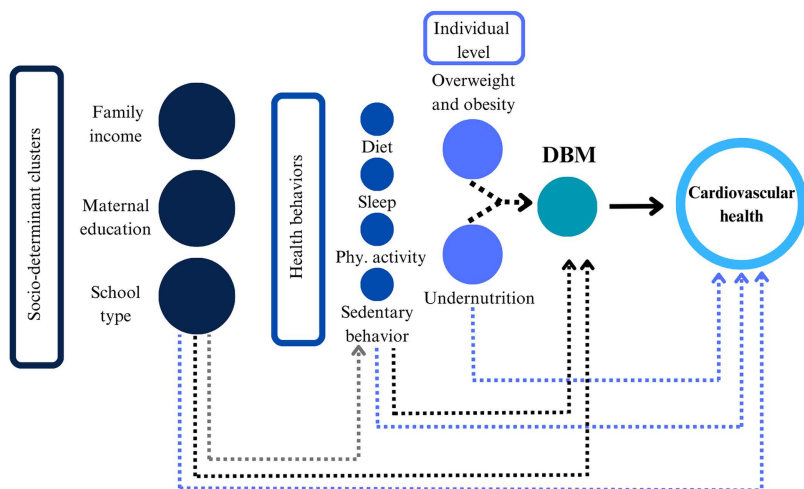 Socio-determinant clusters
Family
income
Maternal
education
School
type
Health behaviors
Diet
Sleep
Phy. activity
Sedentary
behavior
Individual
level
Overweight
and obesity
Undernutrition
DBM
Cardiovascular
health